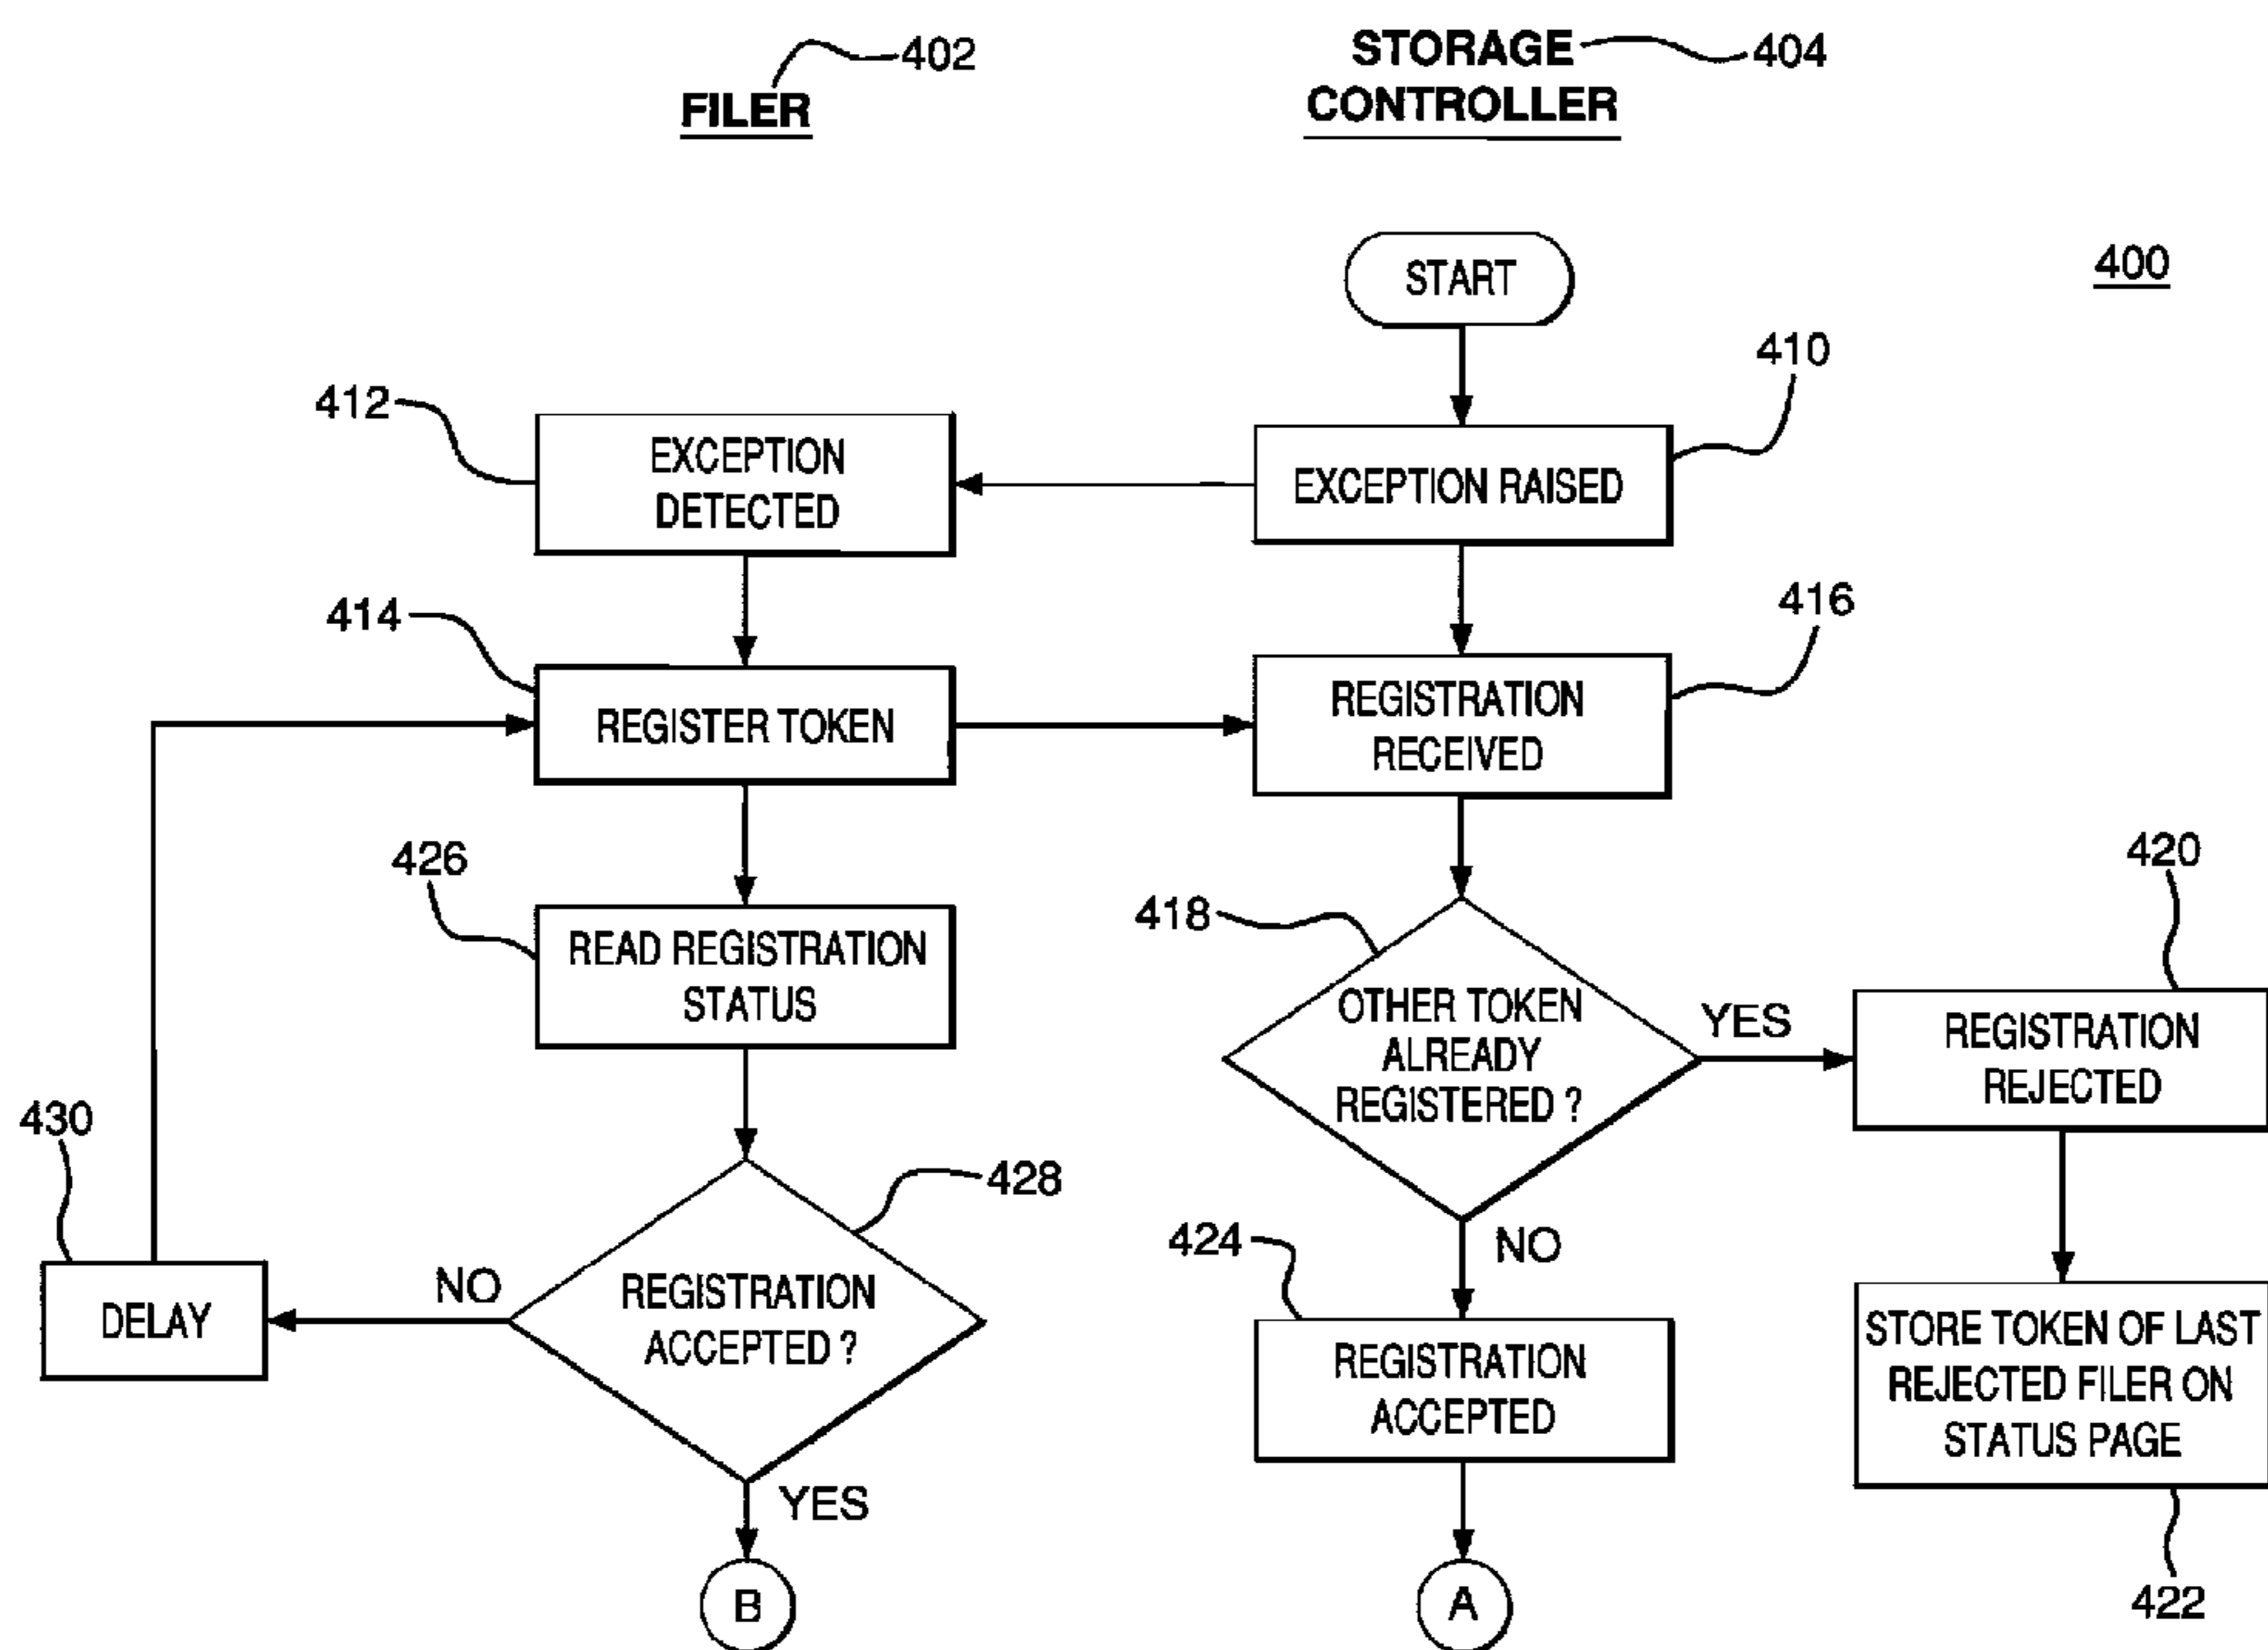 402
FILER
STORAGE
CONTROLLER
404
400
START
410
EXCEPTION RAISED
412
EXCEPTION
DETECTED
414
REGISTER TOKEN
416
REGISTRATION
RECEIVED
426
READ REGISTRATION
STATUS
418
OTHER TOKEN
ALREADY
REGISTERED ?
YES
NO
420
REGISTRATION
REJECTED
430
DELAY
NO
428
REGISTRATION
ACCEPTED ?
YES
424
REGISTRATION
ACCEPTED
STORE TOKEN OF LAST
REJECTED FILER ON
STATUS PAGE
422
B
A